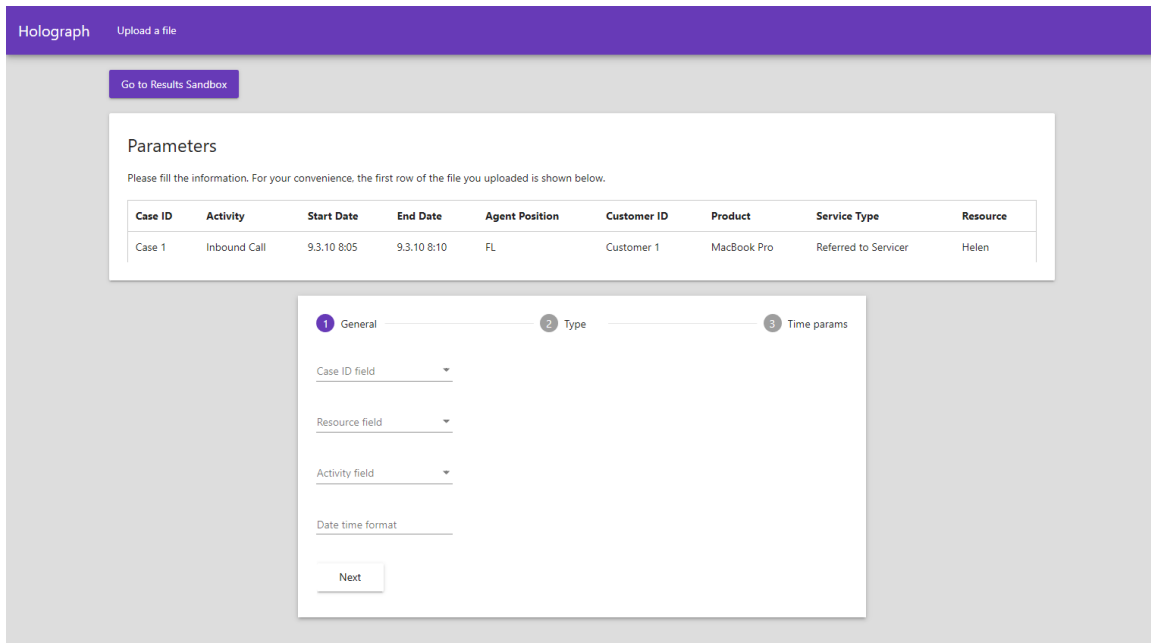 Holograph Upload a file
Go to Results Sandbox
Parameters
Please fill the information. For your convenience, the first row of the file you uploaded is shown below.
Case ID Activity Start Date End Date Agent Position Customer ID Product Service Type Resource
Case 1 Inbound Call 9.3.10 8:05 9.3.10 8:10 FL Customer 1 MacBook Pro Referred to Servicer Helen
1 General 2 Type 3 Time params
Case ID field
Resource field
Activity field
Date time format
Next